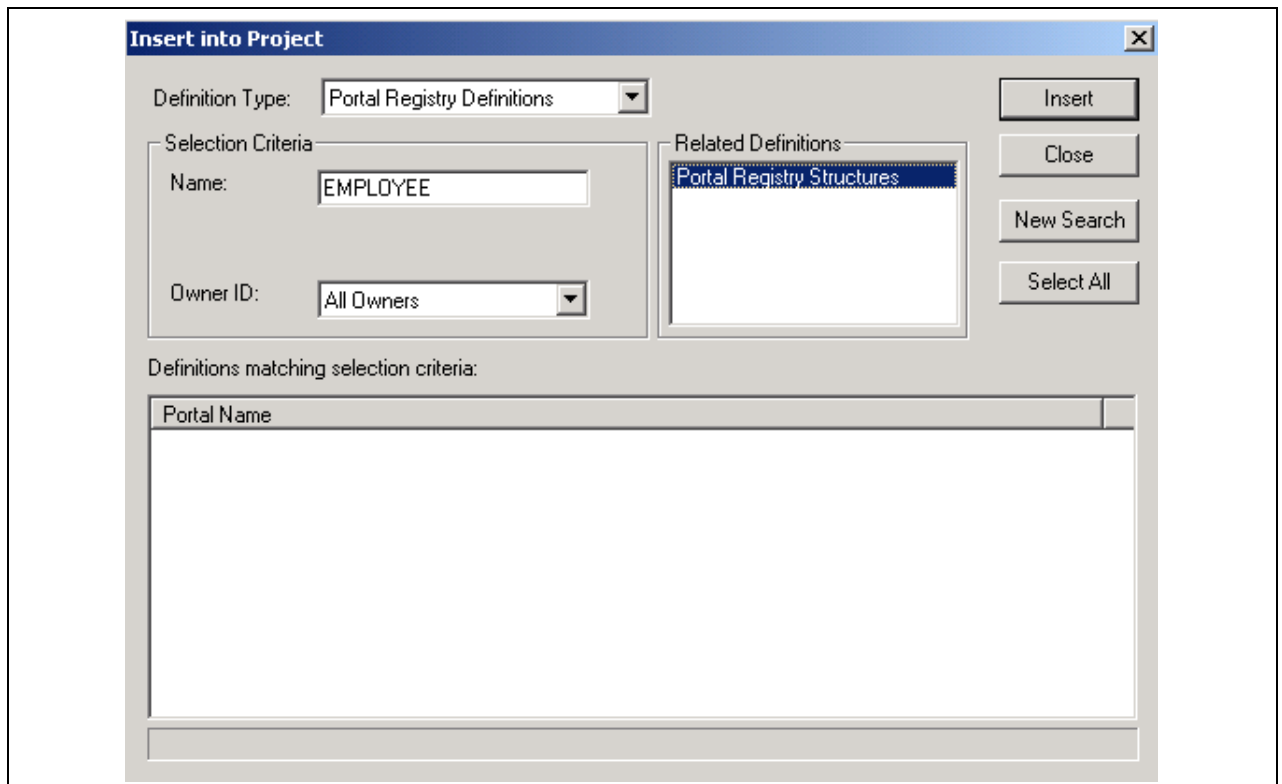 Insert into Project
Definition Type: Portal Registry Definitions
Insert
Selection Criteria
Related Definitions
Close
Name: EMPLOYEE
Portal Registry Structures
New Search
Owner ID: All Owners
Select All
Definitions matching selection criteria:
Portal Name